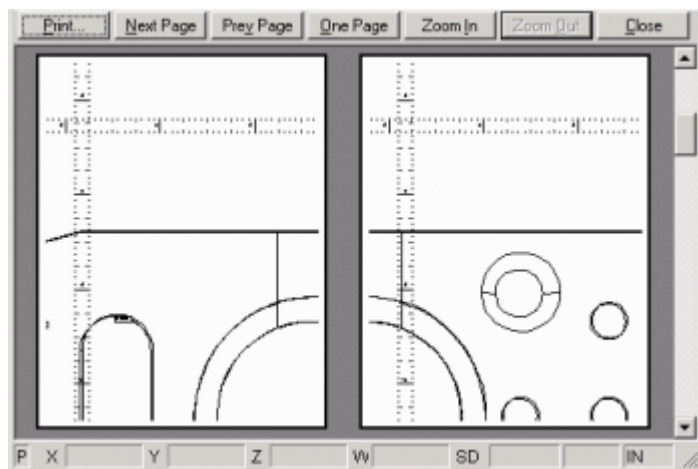 Print... Next Page Prev Page One Page Zoom In Zoom Out Close
P X Y Z W SD IN